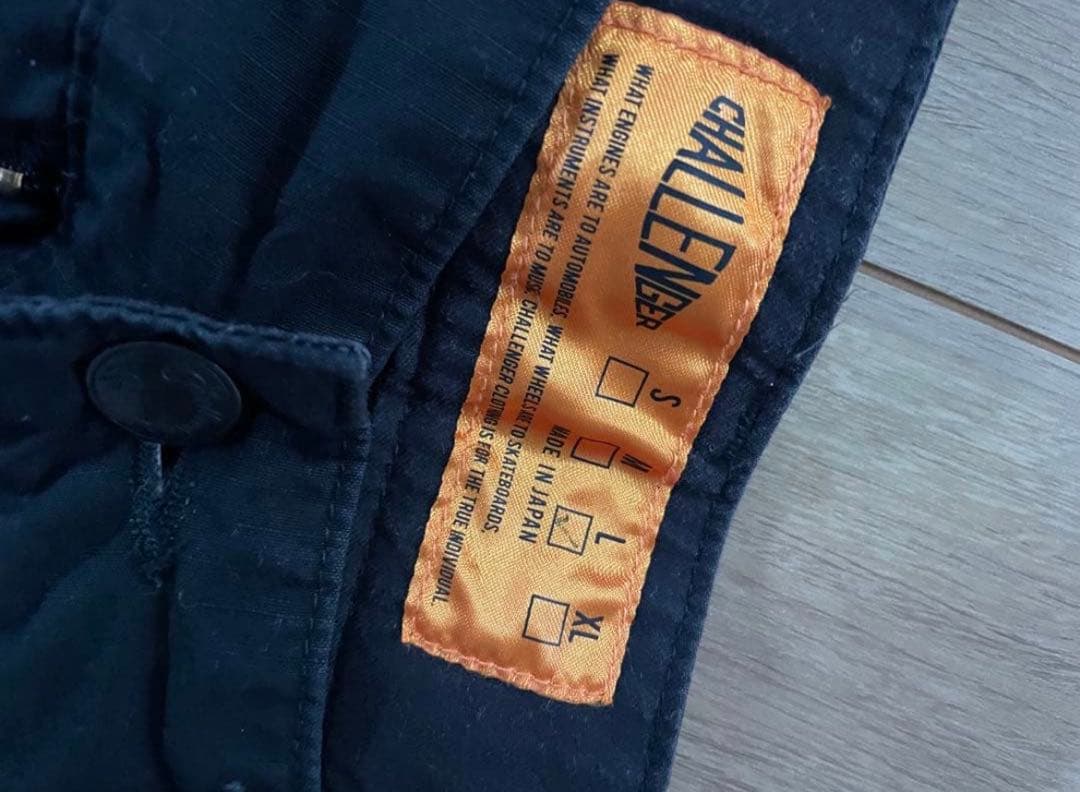 CHALLENGER
S M L XL
MADE IN JAPAN
WHAT ENGINES ARE TO AUTOMOBILES, WHAT WHEELS ARE TO SKATEBOARDS,
WHAT INSTRUMENTS ARE TO MUSIC CHALLENGER CLOTING IS FOR THE TRUE INDIVIDUAL